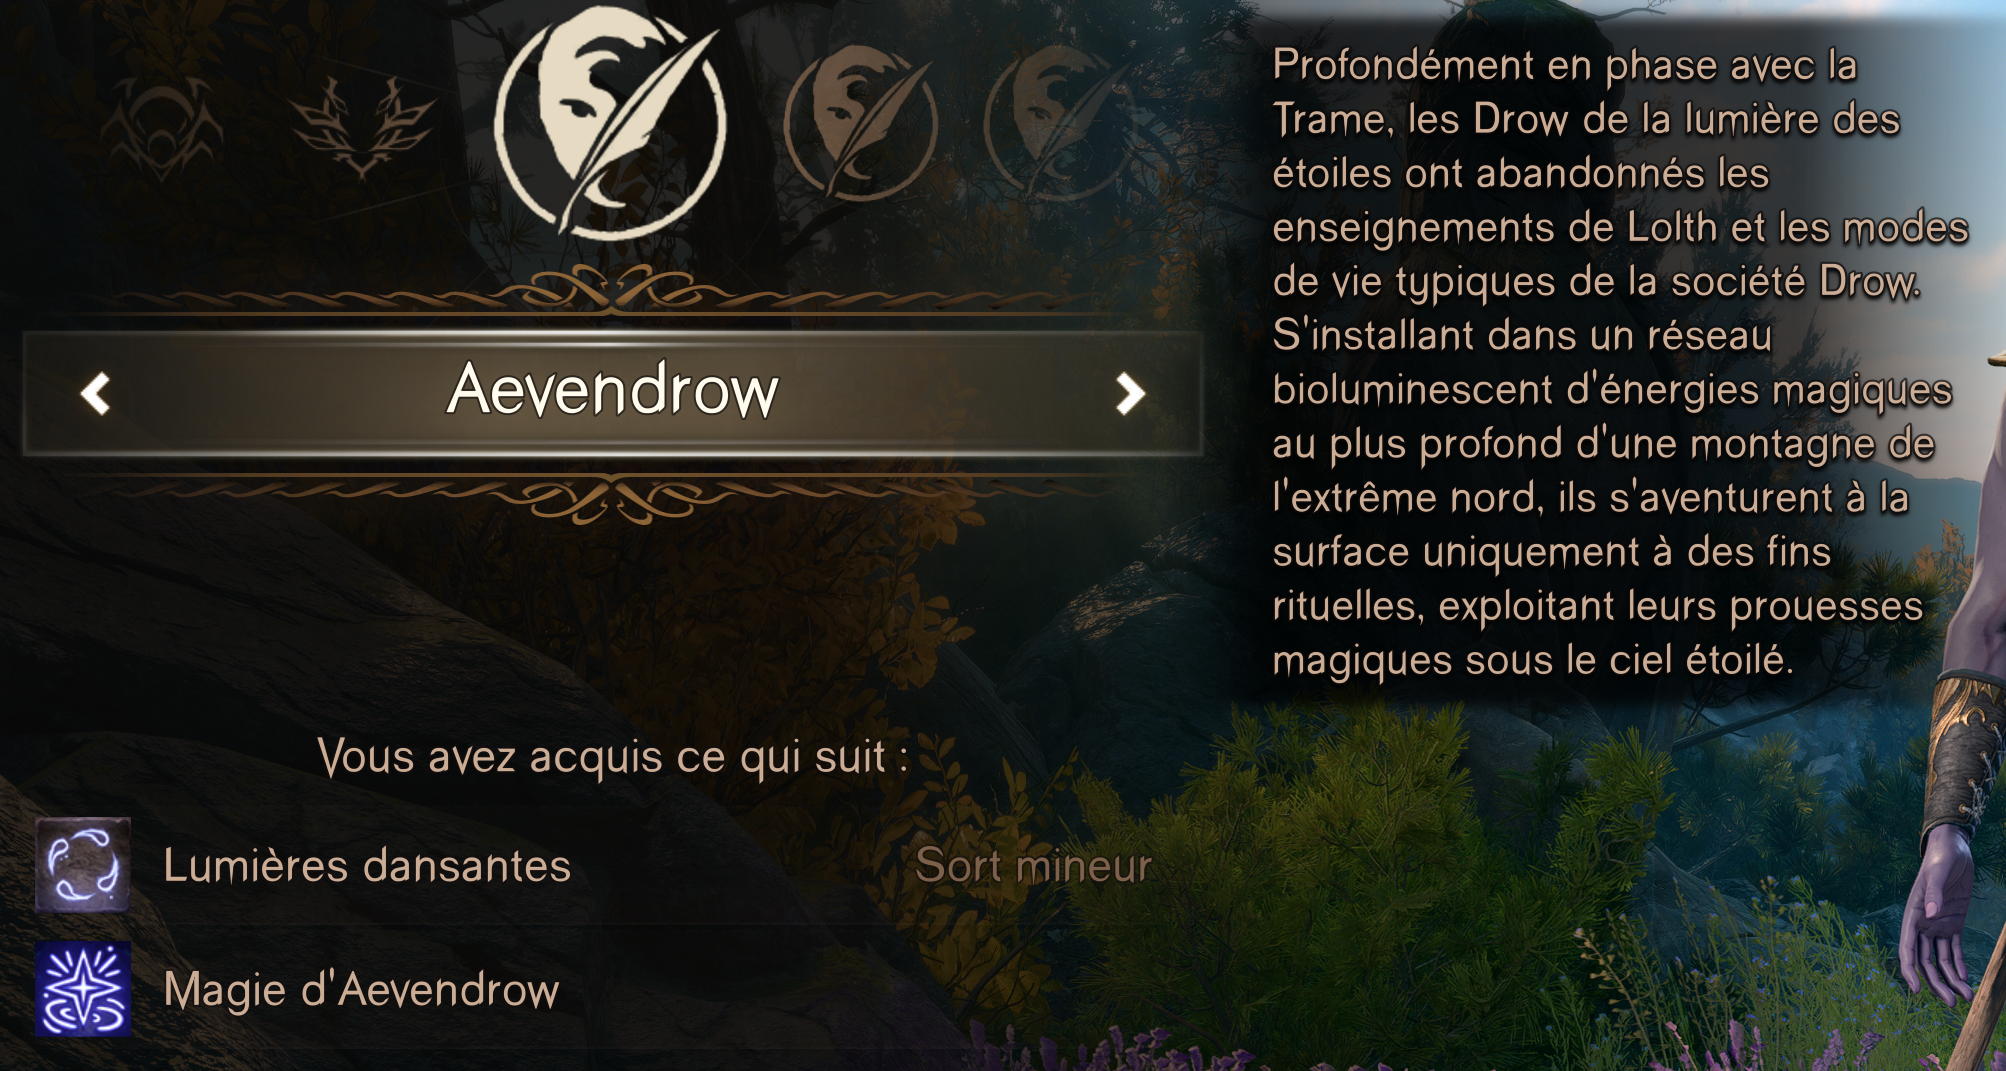 Aevendrow
Vous avez acquis ce qui suit :
Lumières dansantes
Sort mineur
Magie d'Aevendrow
Profondément en phase avec la
Trame, les Drow de la lumière des
étoiles ont abandonnés les
enseignements de Lolth et les modes
de vie typiques de la société Drow.
S'installant dans un réseau
bioluminescent d'énergies magiques
au plus profond d'une montagne de
l'extrême nord, ils s'aventurent à la
surface uniquement à des fins
rituelles, exploitant leurs prouesses
magiques sous le ciel étoilé.